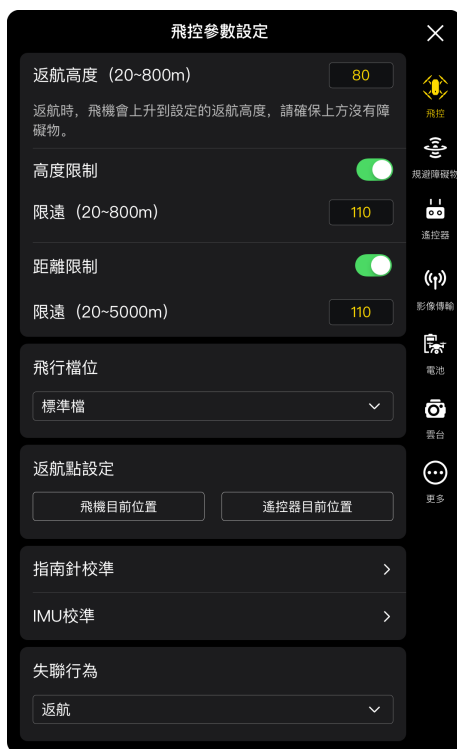 飛控參數設定
返航高度（20~800m）
80
返航時，飛機會上升到設定的返航高度，請確保上方沒有障
礙物。
高度限制
限遠（20~800m）
110
距離限制
限遠（20~5000m）
110
飛行檔位
標準檔
返航點設定
飛機目前位置
遙控器目前位置
指南針校準
IMU校準
失聯行為
返航
飛控
規避障礙物
遙控器
影像傳輸
電池
雲台
更多